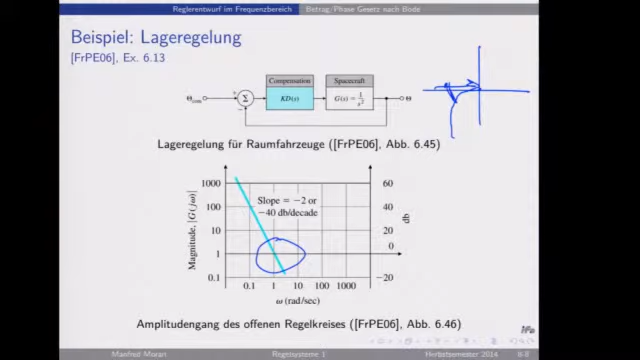 Reglerentwurf im Frequenzbereich Betrag/Phase Gesetz nach Bode
Beispiel: Lageregelung
[FrPE06], Ex. 6.13
Compensation Spacecraft
Θcom + Σ − KD(s) G(s) = 1/s² Θ
Lageregelung für Raumfahrzeuge ([FrPE06], Abb. 6.45)
Magnitude, |G(jω)|
1000
100
10
1
0.1
Slope = −2 or
−40 db/decade
60
40
20
0
−20
db
0.1 1 10 100 1000
ω (rad/sec)
Amplitudengang des offenen Regelkreises ([FrPE06], Abb. 6.46)
Manfred Morari Regelsysteme 1 Herbstsemester 2014 8-8